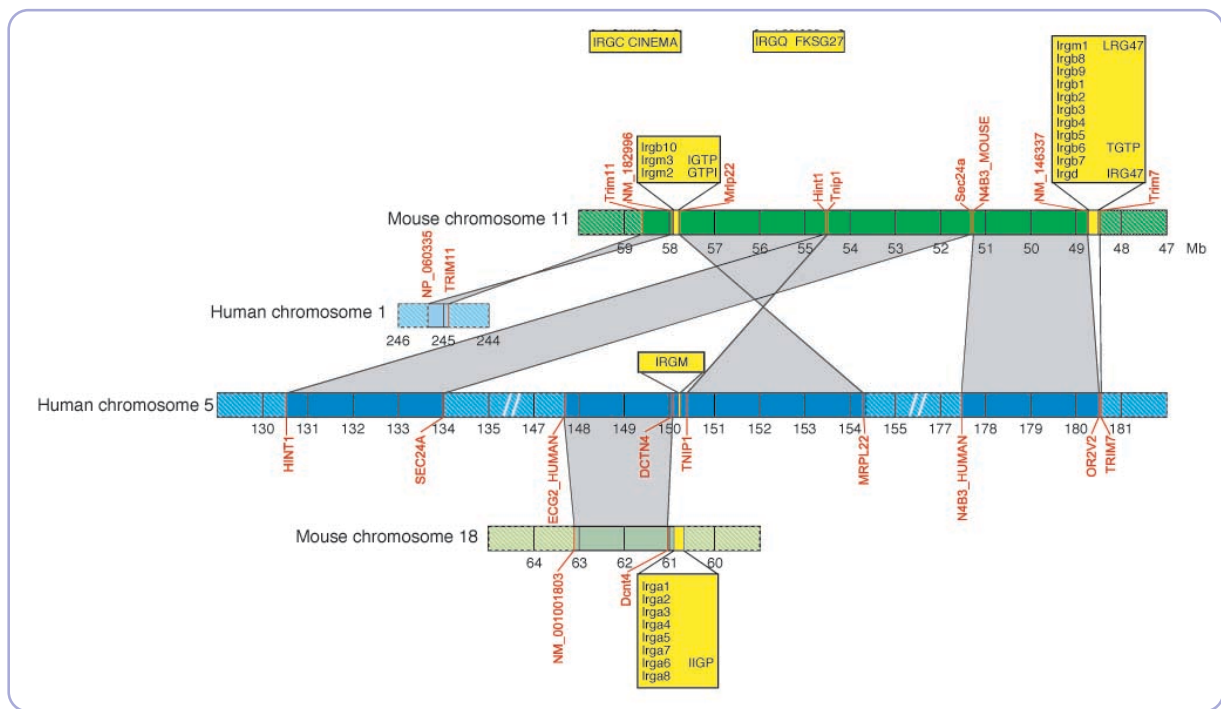 IRGC CINEMA
IRGQ FKSG27
Irgm1 LRG47
Irgb8
Irgb9
Irgb1
Irgb2
Irgb3
Irgb4
Irgb5
Irgb6 TGTP
Irgb7
Irgd IRG47
Irgb10
Irgm3 IGTP
Irgm2 GTPI
Trim11
NM_182996
Mrlp22
Hint1
Tnip1
Sec24a
N4B3_MOUSE
NM_146337
Trim7
Mouse chromosome 11
59 58 57 56 55 54 53 52 51 50 49 48 47 Mb
NP_060335
TRIM11
Human chromosome 1
246 245 244
IRGM
Human chromosome 5
130 131 132 133 134 135 147 148 149 150 151 152 153 154 155 177 178 179 180 181
HINT1
SEC24A
ECG2_HUMAN
DCTN4
TNIP1
MRPL22
N4B3_HUMAN
OR2V2
TRIM7
Mouse chromosome 18
64 63 62 61 60
NM_001001803
Dcnt4
Irga1
Irga2
Irga3
Irga4
Irga5
Irga7
Irga6 IIGP
Irga8